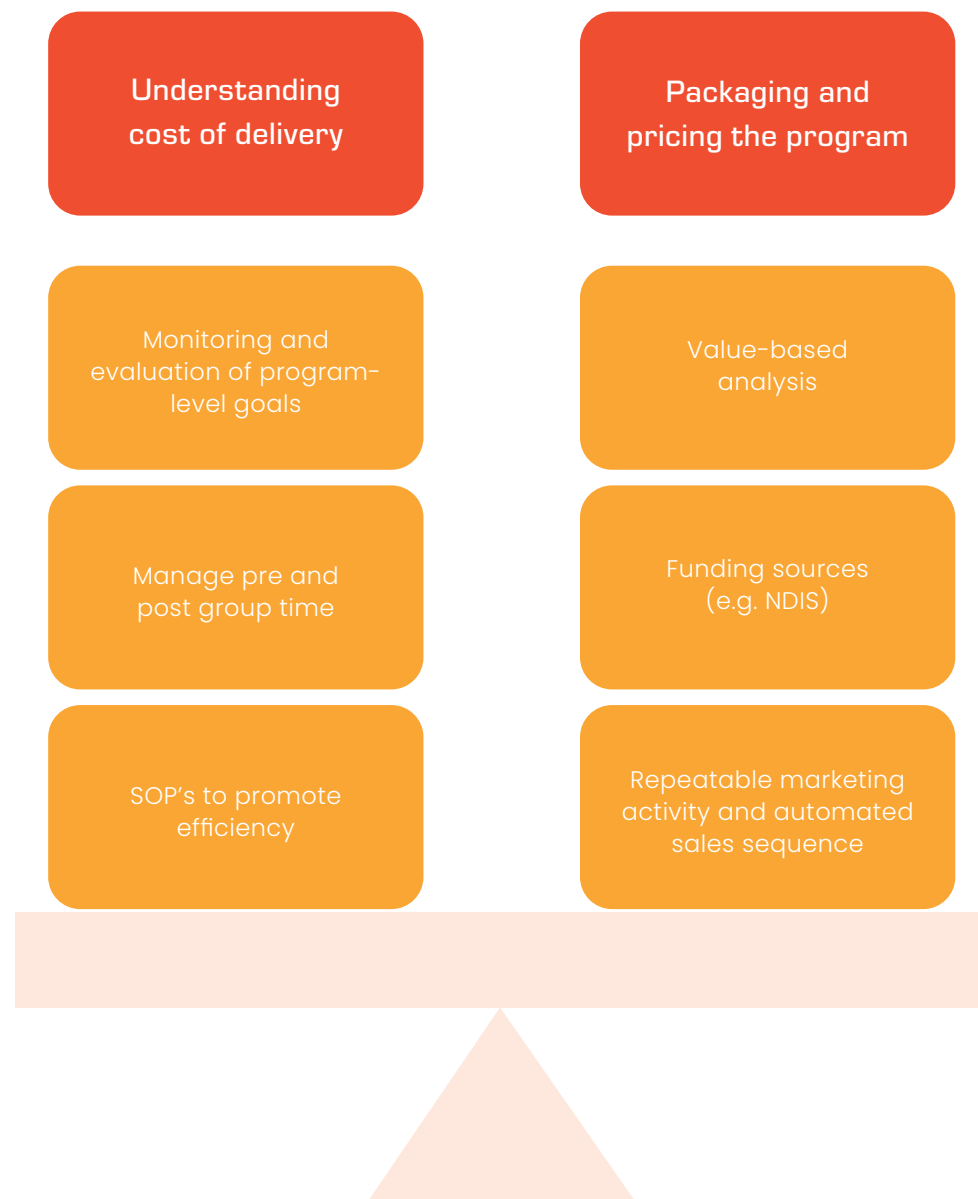 Understanding
cost of delivery
Monitoring and
evaluation of program-
level goals
Manage pre and
post group time
SOP’s to promote
efficiency
Packaging and
pricing the program
Value-based
analysis
Funding sources
(e.g. NDIS)
Repeatable marketing
activity and automated
sales sequence